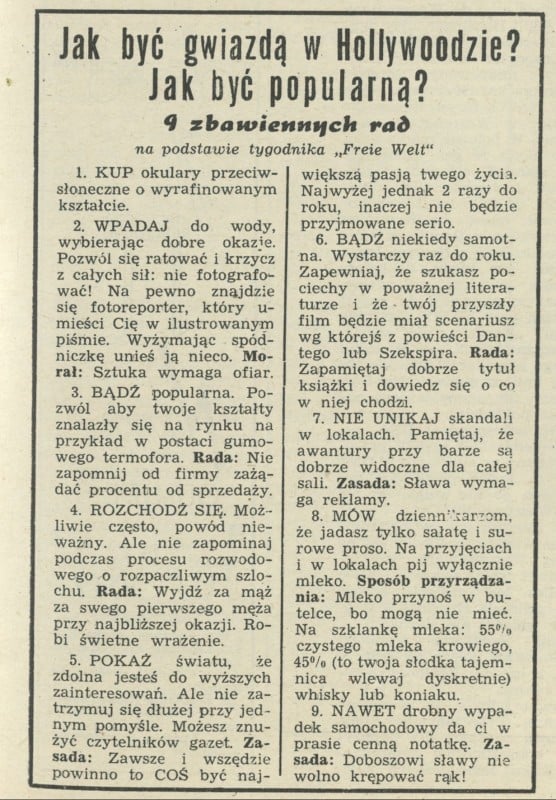 Jak być gwiazdą w Hollywoodzie?
Jak być popularną?
9 zbawiennych rad
na podstawie tygodnika „Freie Welt"
1. KUP okulary przeciw-
słoneczne o wyrafinowanym
kształcie.
2. WPADAJ do wody,
wybierając dobre okazje.
Pozwól się ratować i krzycz
z całych sił: nie fotografo-
wać! Na pewno znajdzie
się fotoreporter, który u-
mieści Cię w ilustrowanym
piśmie. Wyżymając spód-
niczkę unieś ją nieco. Mo-
rał: Sztuka wymaga ofiar.
3. BĄDŹ popularna. Po-
zwól aby twoje kształty
znalazły się na rynku na
przykład w postaci gumo-
wego termofora. Rada: Nie
zapomnij od firmy zażą-
dać procentu od sprzedaży.
4. ROZCHODŹ SIĘ. Moż-
liwie często, powód nie-
ważny. Ale nie zapominaj
podczas procesu rozwodo-
wego o rozpaczliwym szlo-
chu. Rada: Wyjdź za mąż
za swego pierwszego męża
przy najbliższej okazji. Ro-
bi świetne wrażenie.
5. POKAŻ światu, że
zdolna jesteś do wyższych
zainteresowań. Ale nie za-
trzymuj się dłużej przy jed-
nym pomyśle. Możesz znu-
żyć czytelników gazet. Za-
sada: Zawsze i wszędzie
powinno to COŚ być naj-
większą pasją twego życia.
Najwyżej jednak 2 razy do
roku, inaczej nie będzie
przyjmowane serio.
6. BĄDŹ niekiedy samot-
na. Wystarczy raz do roku.
Zapewniaj, że szukasz po-
ciechy w poważnej litera-
turze i że twój przyszły
film będzie miał scenariusz
wg którejś z powieści Dan-
tego lub Szekspira. Rada:
Zapamiętaj dobrze tytuł
książki i dowiedz się o co
w niej chodzi.
7. NIE UNIKAJ skandali
w lokalach. Pamiętaj, że
awantury przy barze są
dobrze widoczne dla całej
sali. Zasada: Sława wyma-
ga reklamy.
8. MÓW dziennikarzom,
że jadasz tylko sałatę i su-
rowe proso. Na przyjęciach
i w lokalach pij wyłącznie
mleko. Sposób przyrządza-
nia: Mleko przynoś w bu-
telce, bo mogą nie mieć.
Na szklankę mleka: 55%
czystego mleka krowiego,
45% (to twoja słodka tajem-
nica wlewaj dyskretnie)
whisky lub koniaku.
9. NAWET drobny wypa-
dek samochodowy da ci w
prasie cenną notatkę. Za-
sada: Doboszowi sławy nie
wolno krępować rąk!